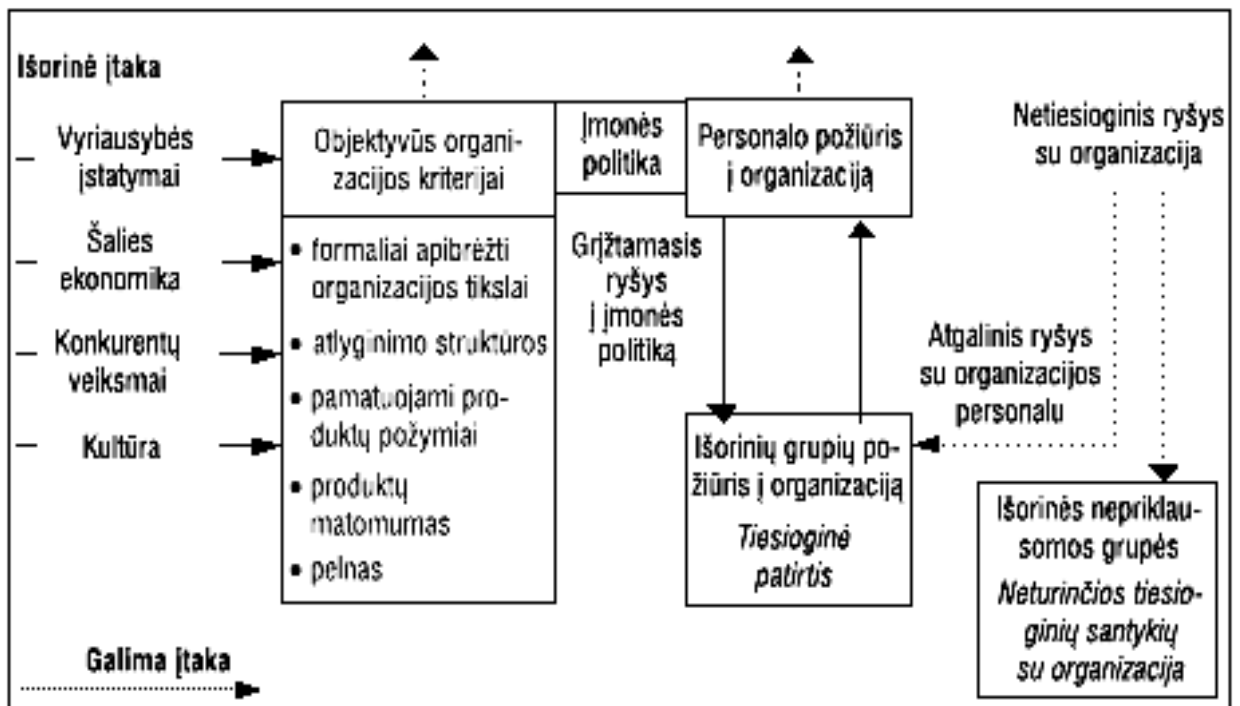 Išorinė įtaka
Vyriausybės
įstatymai
Šalies
ekonomika
Konkurentų
veiksmai
Kultūra
Objektyvūs organi-
zacijos kriterijai
• formaliai apibrėžti
organizacijos tikslai
• atlyginimo struktūros
• pamatuojami pro-
duktų požymiai
• produktų
matomumas
• pelnas
Įmonės
politika
Grįžtamasis
ryšys
į įmonės
politiką
Personalo požiūris
į organizaciją
Išorinių grupių po-
žiūris į organizaciją
Tiesioginė
patirtis
Netiesioginis ryšys
su organizacija
Atgalinis ryšys
su organizacijos
personalu
Išorinės nepriklau-
somos grupės
Neturinčios tiesio-
ginių santykių
su organizacija
Galima įtaka